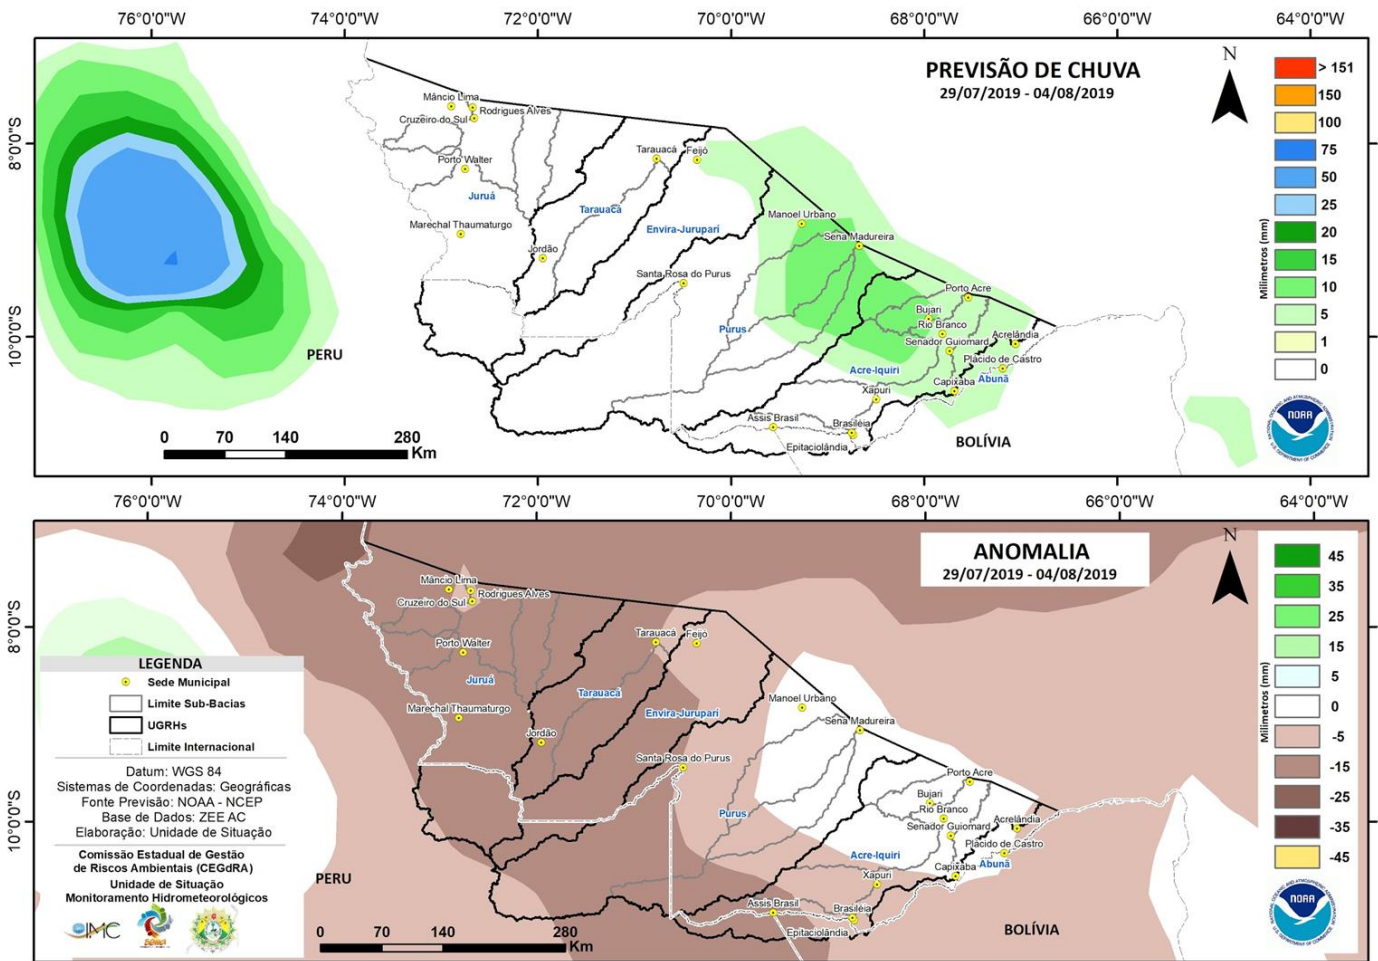 76°0'0"W 74°0'0"W 72°0'0"W 70°0'0"W 68°0'0"W 66°0'0"W 64°0'0"W
PREVISÃO DE CHUVA
29/07/2019 - 04/08/2019
N
8°0'0"S
10°0'0"S
Mâncio Lima
Rodrigues Alves
Cruzeiro do Sul
Porto Walter
Juruá
Marechal Thaumaturgo
Tarauacá
Feijó
Tarauacá
Jordão
Envira-Jurupari
Santa Rosa do Purus
Manoel Urbano
Sena Madureira
Purus
Porto Acre
Bujari
Rio Branco
Senador Guiomard
Acrelândia
Plácido de Castro
Abunã
Acre-Iquiri
Capixaba
Xapuri
Assis Brasil
Brasiléia
Epitaciolândia
PERU
BOLÍVIA
0 70 140 280
Km
Milimetros (mm)
> 151
150
100
75
50
25
20
15
10
5
1
0
NOAA
76°0'0"W 74°0'0"W 72°0'0"W 70°0'0"W 68°0'0"W 66°0'0"W 64°0'0"W
ANOMALIA
29/07/2019 - 04/08/2019
N
8°0'0"S
10°0'0"S
Mâncio Lima
Rodrigues Alves
Cruzeiro do Sul
Porto Walter
Juruá
Marechal Thaumaturgo
Tarauacá
Feijó
Tarauacá
Jordão
Envira-Jurupari
Santa Rosa do Purus
Manoel Urbano
Sena Madureira
Purus
Porto Acre
Bujari
Rio Branco
Senador Guiomard
Acrelândia
Plácido de Castro
Abunã
Acre-Iquiri
Capixaba
Xapuri
Assis Brasil
Brasiléia
Epitaciolândia
PERU
BOLÍVIA
0 70 140 280
Km
Milimetros (mm)
45
35
25
15
5
0
-5
-15
-25
-35
-45
NOAA
LEGENDA
Sede Municipal
Limite Sub-Bacias
UGRHs
Limite Internacional
Datum: WGS 84
Sistemas de Coordenadas: Geográficas
Fonte Previsão: NOAA - NCEP
Base de Dados: ZEE AC
Elaboração: Unidade de Situação
Comissão Estadual de Gestão
de Riscos Ambientais (CEGdRA)
Unidade de Situação
Monitoramento Hidrometeorológicos
IMC